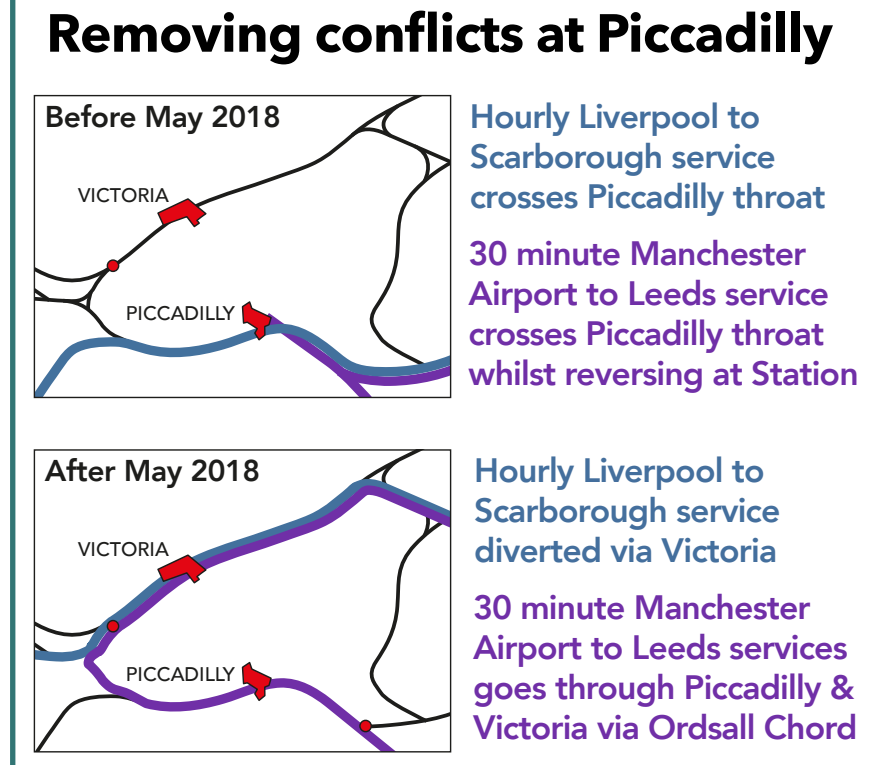 Removing conflicts at Piccadilly
Before May 2018
VICTORIA
PICCADILLY
Hourly Liverpool to
Scarborough service
crosses Piccadilly throat
30 minute Manchester
Airport to Leeds service
crosses Piccadilly throat
whilst reversing at Station
After May 2018
VICTORIA
PICCADILLY
Hourly Liverpool to
Scarborough service
diverted via Victoria
30 minute Manchester
Airport to Leeds services
goes through Piccadilly &
Victoria via Ordsall Chord